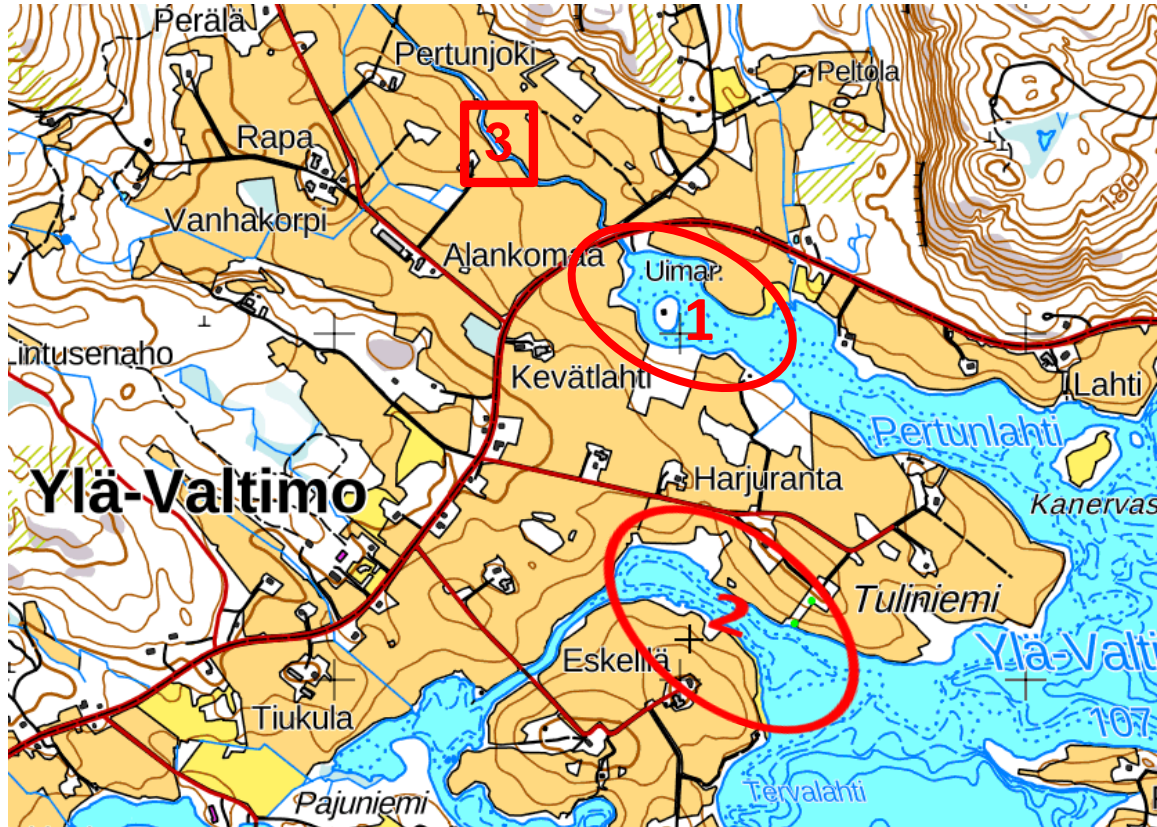 Perälä
Pertunjoki
Peltola
3
Rapa
180
Vanhakorpi
Alankomaa
Uimar.
1
Lintusenaho
Kevätlahti
Lahti
Pertunlahti
Ylä-Valtimo
Harjuranta
Kanervas
2
Tuliniemi
Eskelilä
Ylä-Valti
Tiukula
107
Pajuniemi
Tervalahti